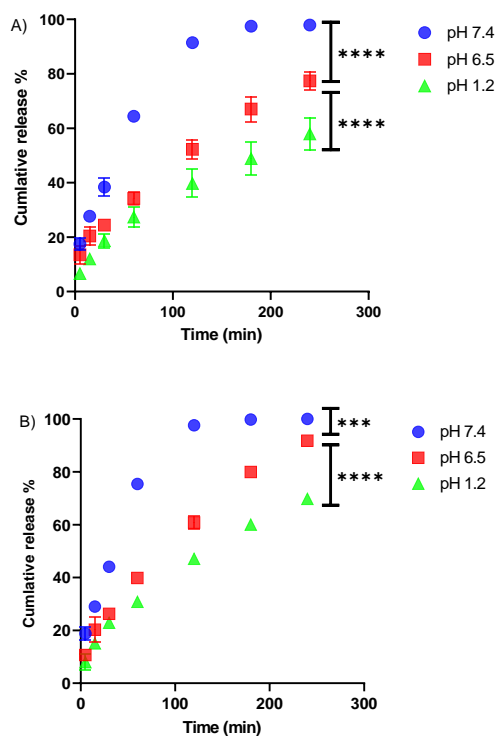 A)
Cumlative release %
100
80
60
40
20
0
0 100 200 300
Time (min)
****
****
pH 7.4
pH 6.5
pH 1.2
B)
Cumlative release %
100
80
60
40
20
0
0 100 200 300
Time (min)
***
****
pH 7.4
pH 6.5
pH 1.2